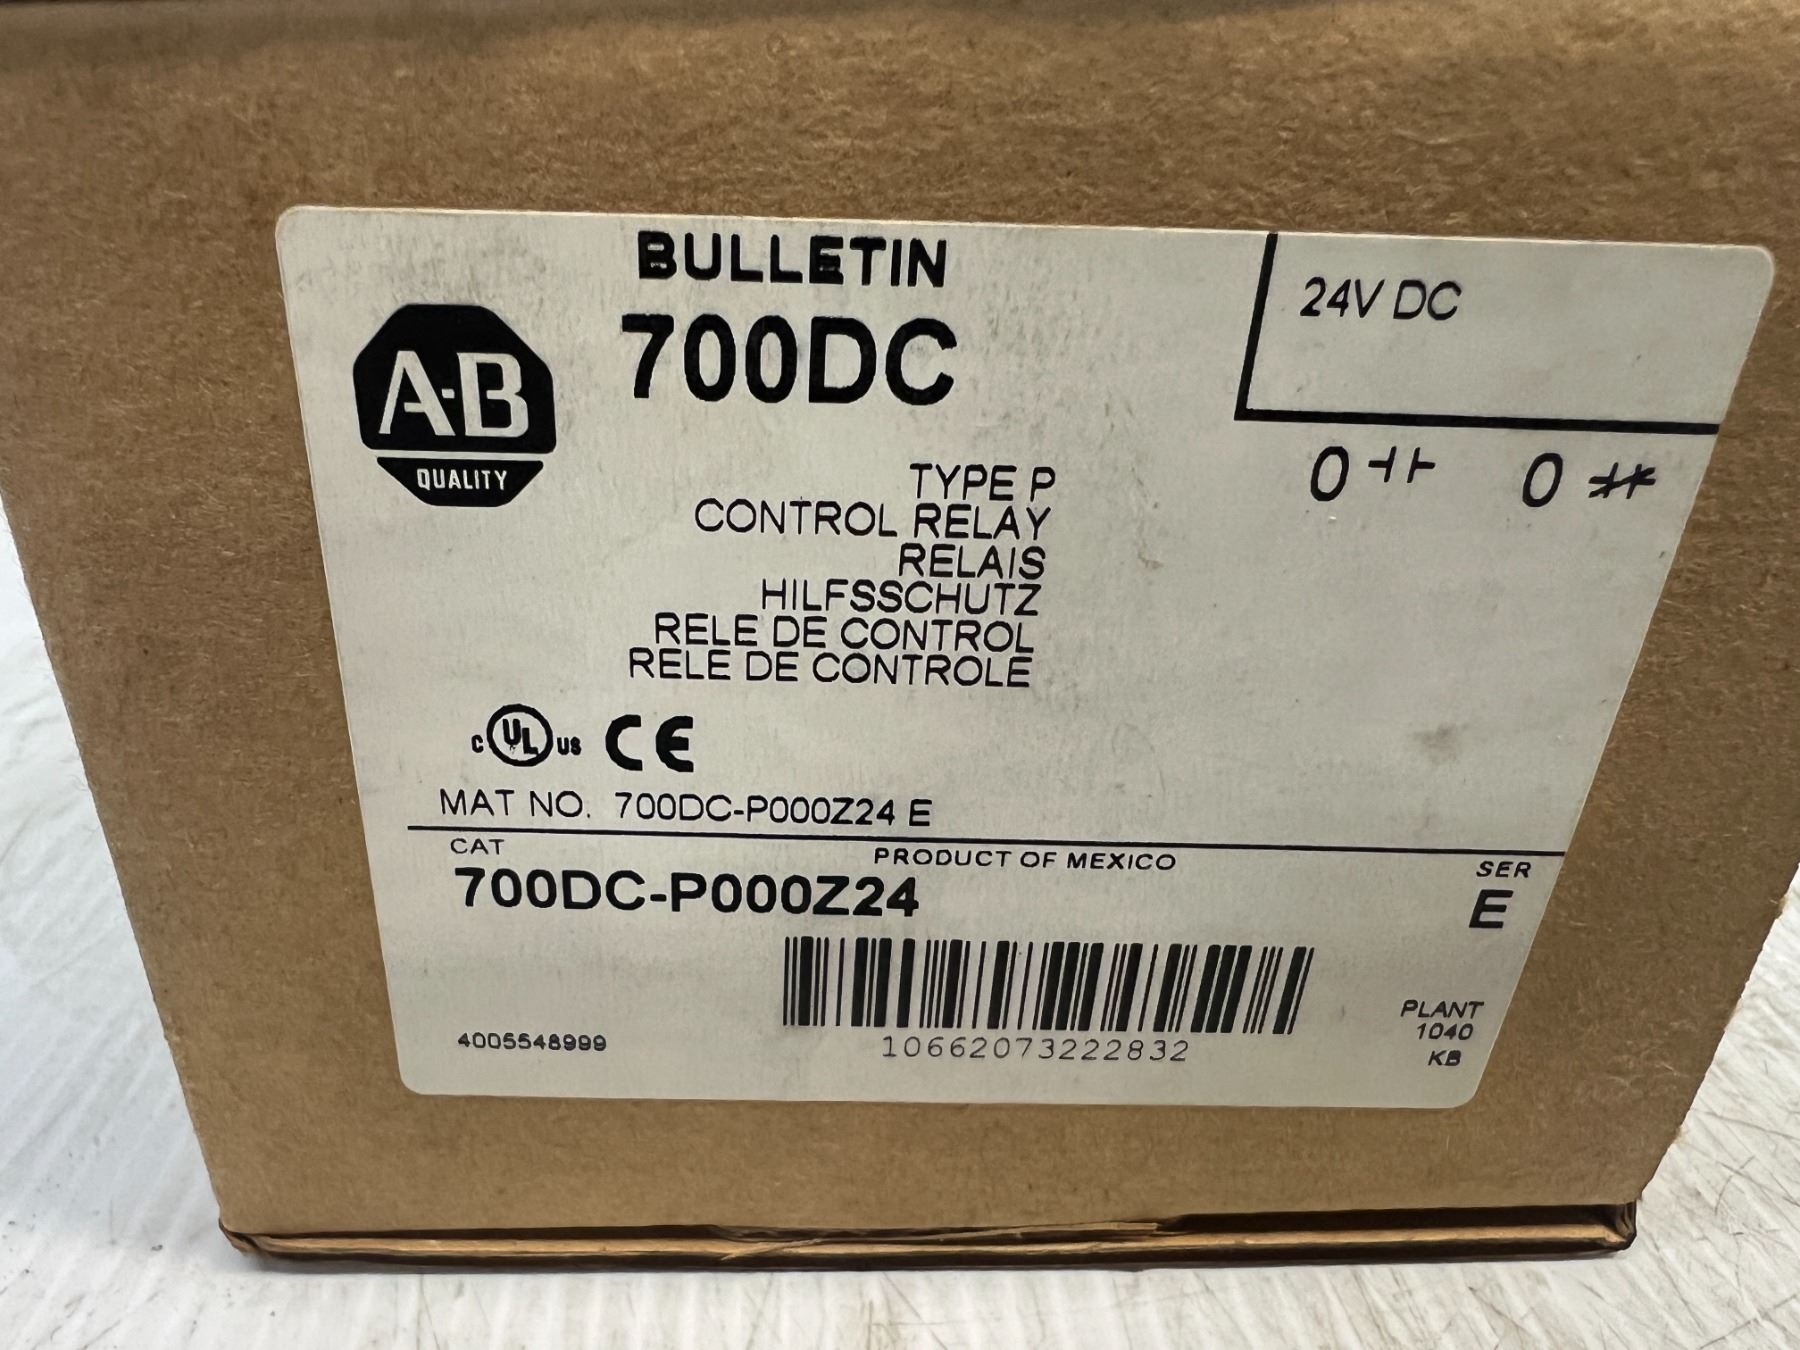 BULLETIN
700DC
24V DC
A-B
QUALITY
0 0
TYPE P
CONTROL RELAY
RELAIS
HILFSSCHUTZ
RELE DE CONTROL
RELE DE CONTROLE
C UL US CE
MAT NO. 700DC-P000Z24 E
CAT PRODUCT OF MEXICO SER
700DC-P000Z24 E
10662073222832
4005548999
PLANT
1040
KB